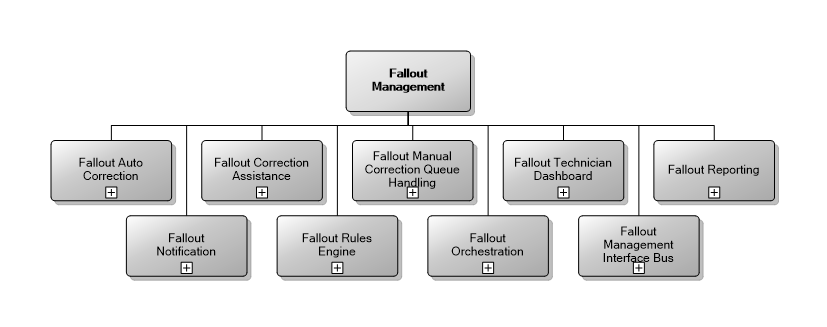 Fallout
Management
Fallout Auto
Correction
Fallout Correction
Assistance
Fallout Manual
Correction Queue
Handling
Fallout Technician
Dashboard
Fallout Reporting
Fallout
Notification
Fallout Rules
Engine
Fallout
Orchestration
Fallout
Management
Interface Bus